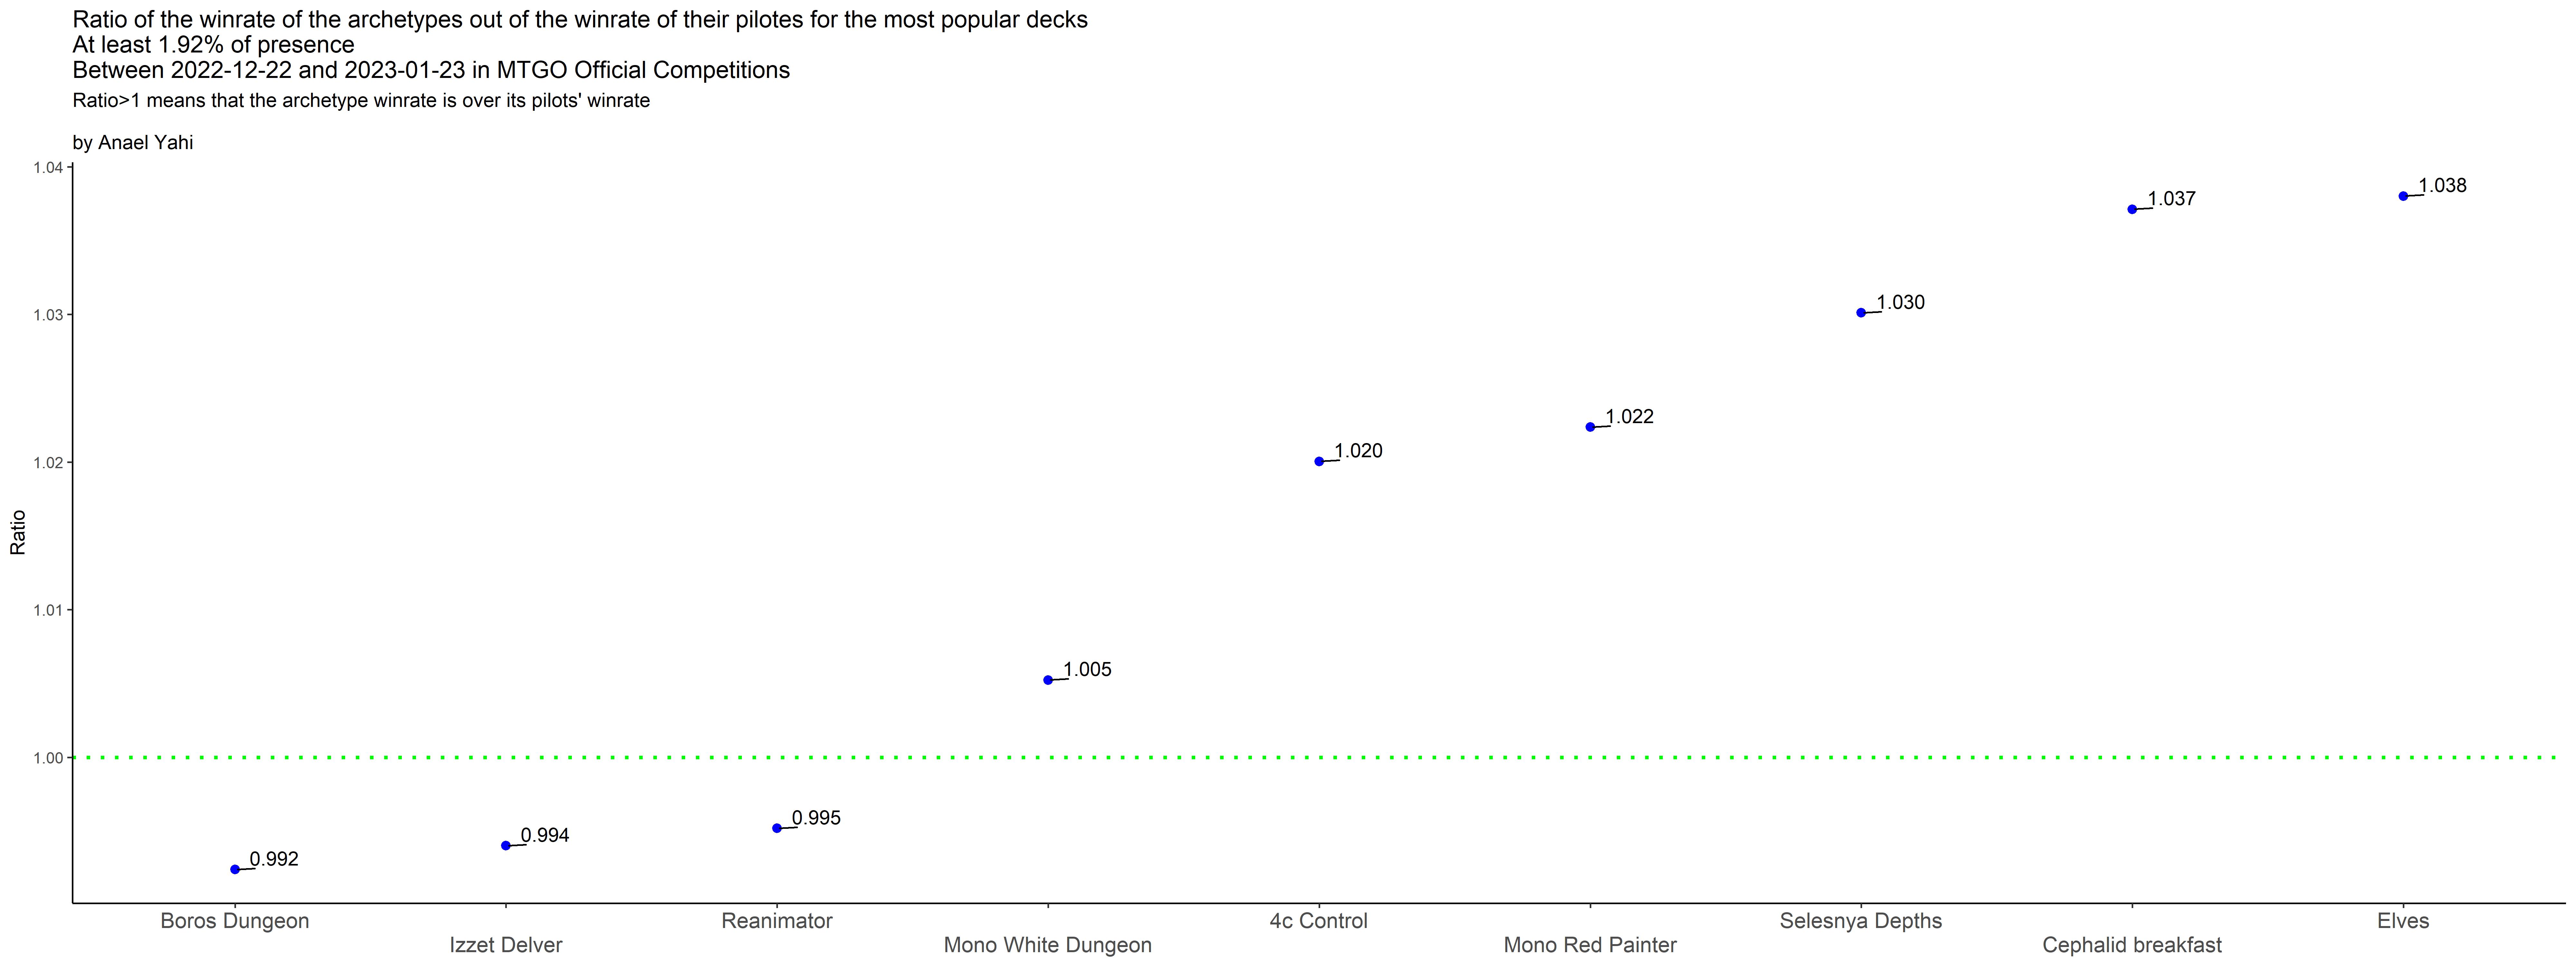 Ratio of the winrate of the archetypes out of the winrate of their pilotes for the most popular decks
At least 1.92% of presence
Between 2022-12-22 and 2023-01-23 in MTGO Official Competitions
Ratio>1 means that the archetype winrate is over its pilots' winrate
by Anael Yahi
1.04
1.03
1.02
1.01
1.00
Ratio
0.992
0.994
0.995
1.005
1.020
1.022
1.030
1.037
1.038
Boros Dungeon
Izzet Delver
Reanimator
Mono White Dungeon
4c Control
Mono Red Painter
Selesnya Depths
Cephalid breakfast
Elves